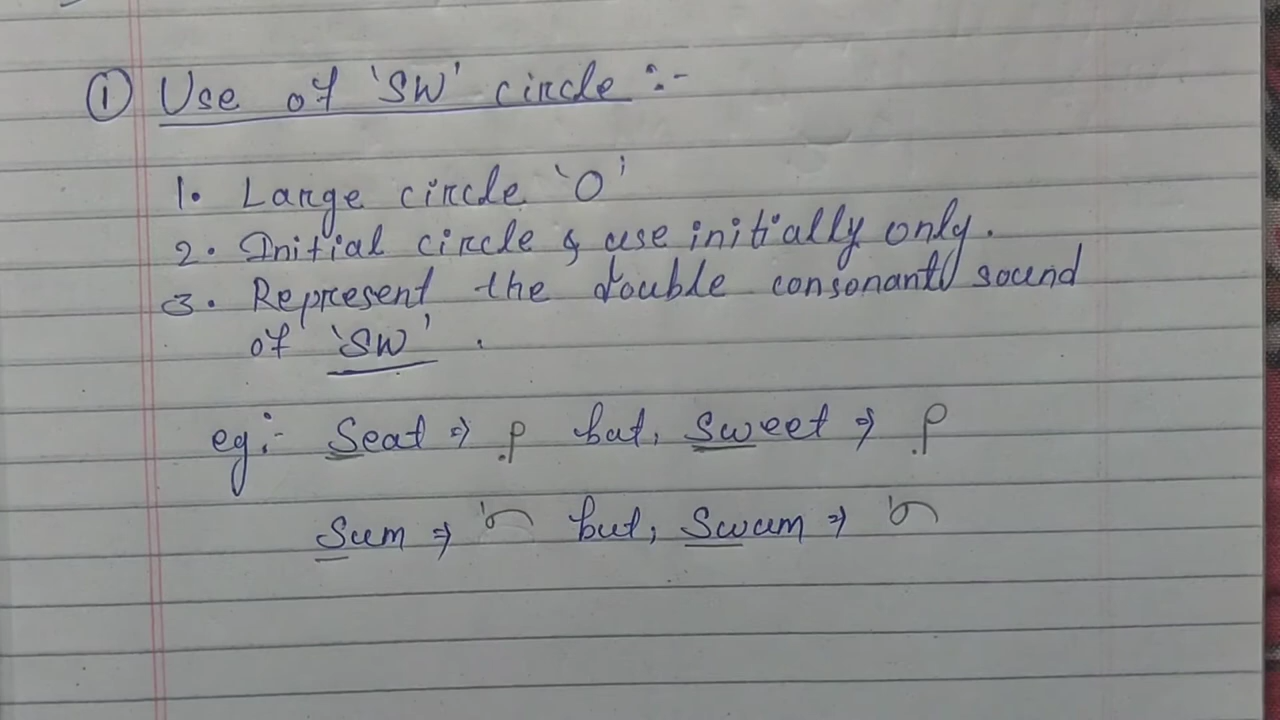 ① Use of 'SW' circle :-
1. Large circle 'O'
2. Initial circle & use initially only.
3. Represent the double consonant sound
of 'SW'.
eg:- Seat ⇒ but, Sweet ⇒
Sum ⇒ but, Swum ⇒